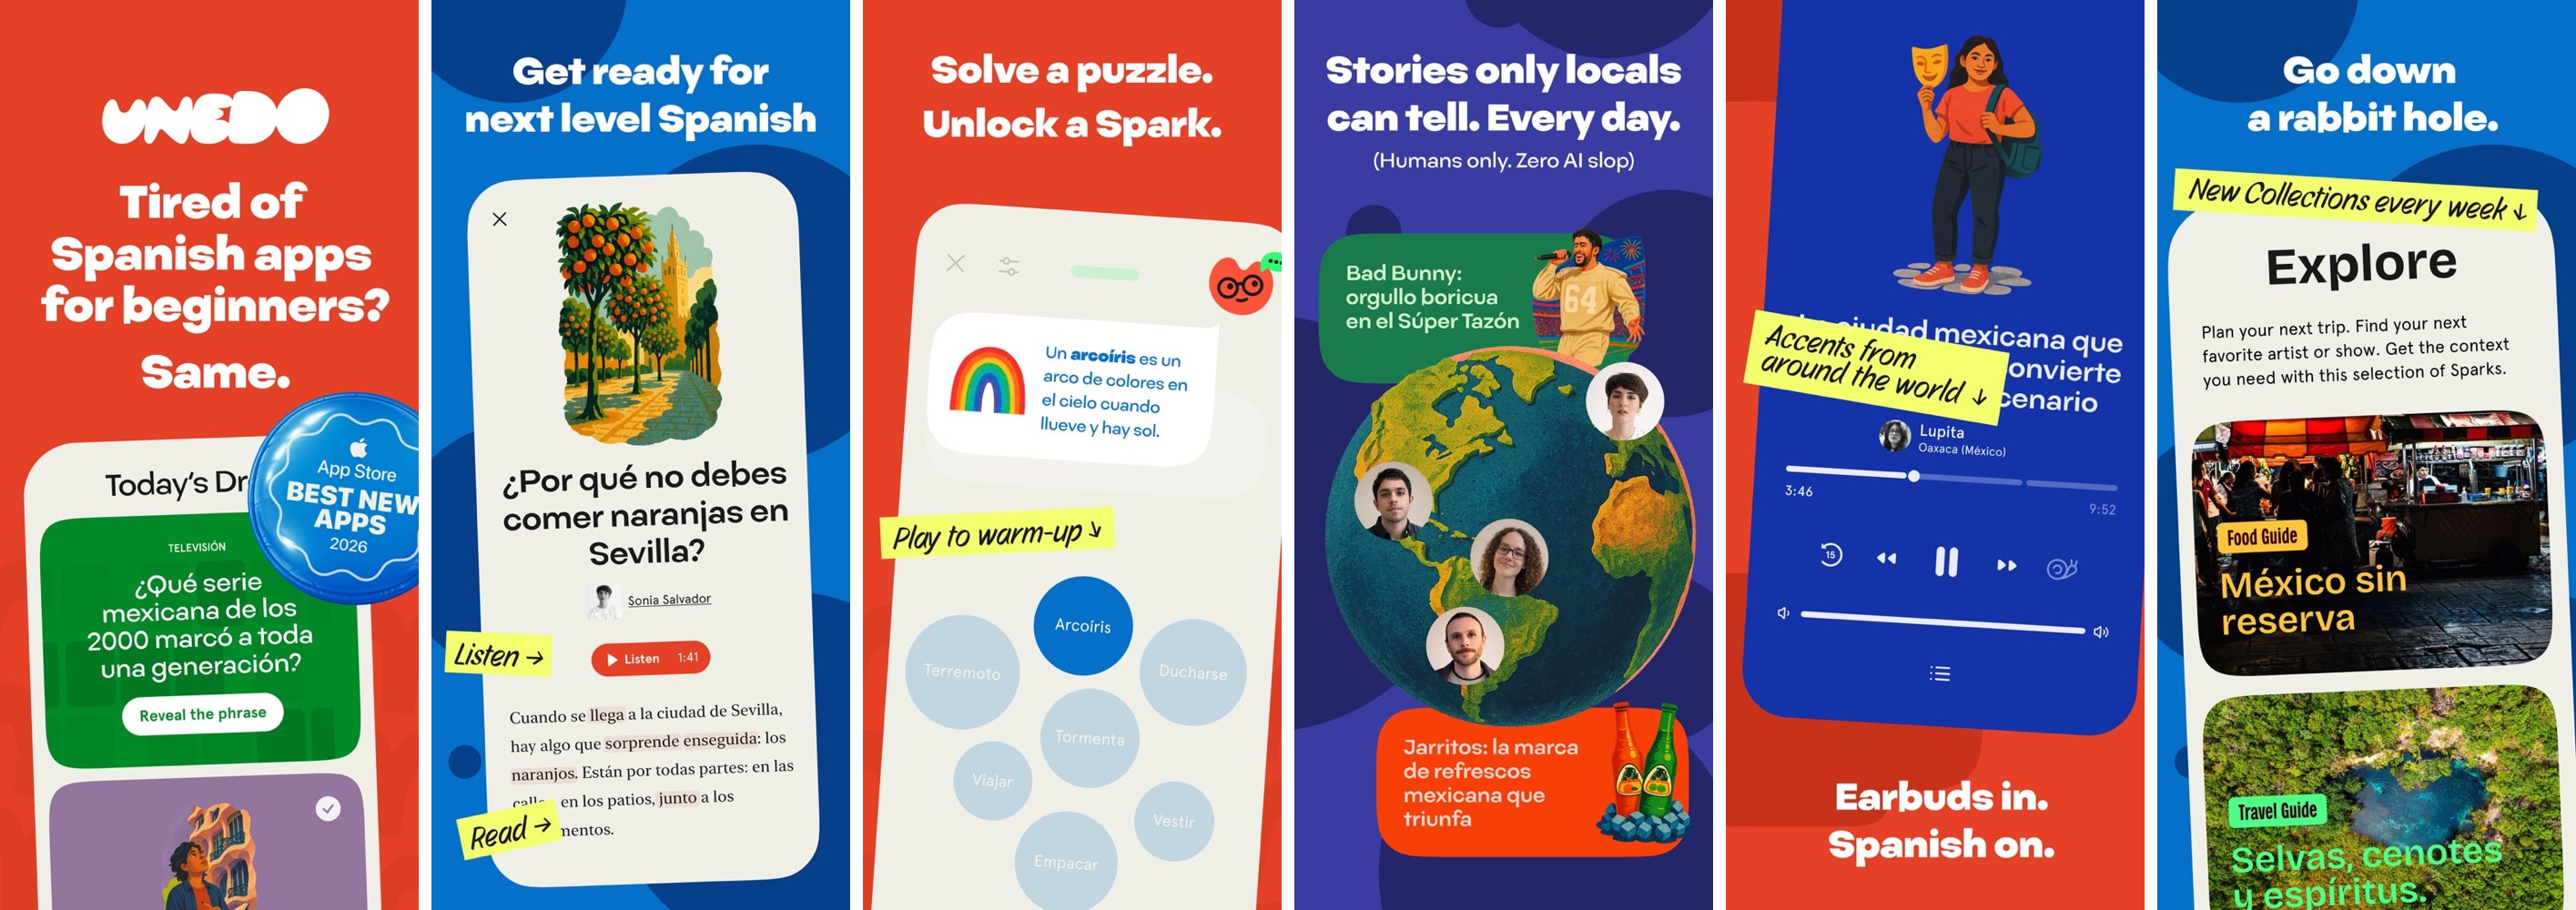 UNEDO
Tired of
Spanish apps
for beginners?
Same.
Today's Dr
App Store
BEST NEW
APPS
2026
TELEVISIÓN
¿Qué serie
mexicana de los
2000 marcó a toda
una generación?
Reveal the phrase
Get ready for
next level Spanish
¿Por qué no debes
comer naranjas en
Sevilla?
Sonia Salvador
Listen 1:41
Listen →
Cuando se llega a la ciudad de Sevilla,
hay algo que sorprende enseguida: los
naranjos. Están por todas partes: en las
en los patios, junto a los
mentos.
Read →
Solve a puzzle.
Unlock a Spark.
Un arcoíris es un
arco de colores en
el cielo cuando
llueve y hay sol.
Play to warm-up ↘
Arcoíris
Terremoto
Ducharse
Tormenta
Viajar
Vestir
Empacar
Stories only locals
can tell. Every day.
(Humans only. Zero AI slop)
Bad Bunny:
orgullo boricua
en el Súper Tazón
64
Jarritos: la marca
de refrescos
mexicana que
triunfa
ciudad mexicana que
onvierte
cenario
Accents from
around the world ↓
Lupita
Oaxaca (México)
3:46
9:52
15
Earbuds in.
Spanish on.
Go down
a rabbit hole.
New Collections every week ↓
Explore
Plan your next trip. Find your next
favorite artist or show. Get the context
you need with this selection of Sparks.
Food Guide
México sin
reserva
Travel Guide
Selvas, cenotes
y espíritus.